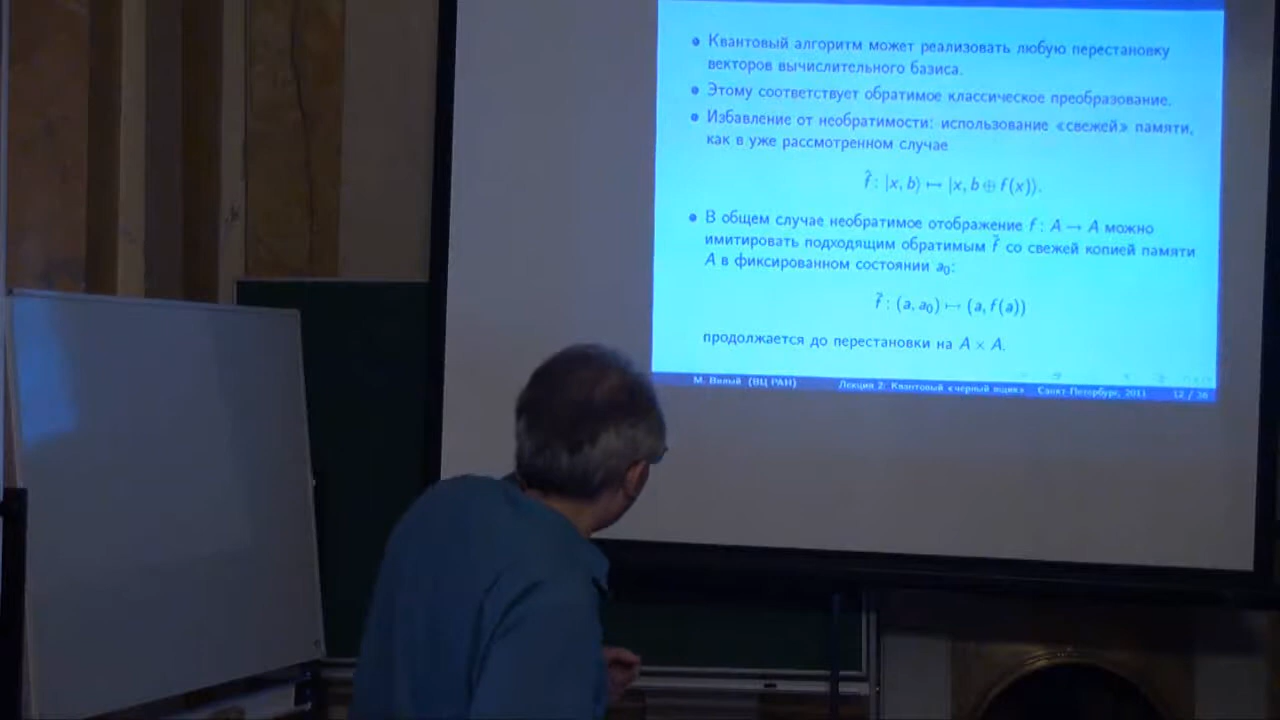 Квантовый алгоритм может реализовать любую перестановку
векторов вычислительного базиса.
Этому соответствует обратимое классическое преобразование.
Избавление от необратимости: использование «свежей» памяти,
как в уже рассмотренном случае
f̂ : |x, b⟩ ↦ |x, b ⊕ f(x)⟩.
В общем случае необратимое отображение f : A → A можно
имитировать подходящим обратимым f̃ со свежей копией памяти
A в фиксированном состоянии a₀:
f̃ : (a, a₀) ↦ (a, f(a))
продолжается до перестановки на A × A.
М. Вялый (ВЦ РАН) Лекция 2: Квантовый «черный ящик» Санкт-Петербург, 2011 12 / 36